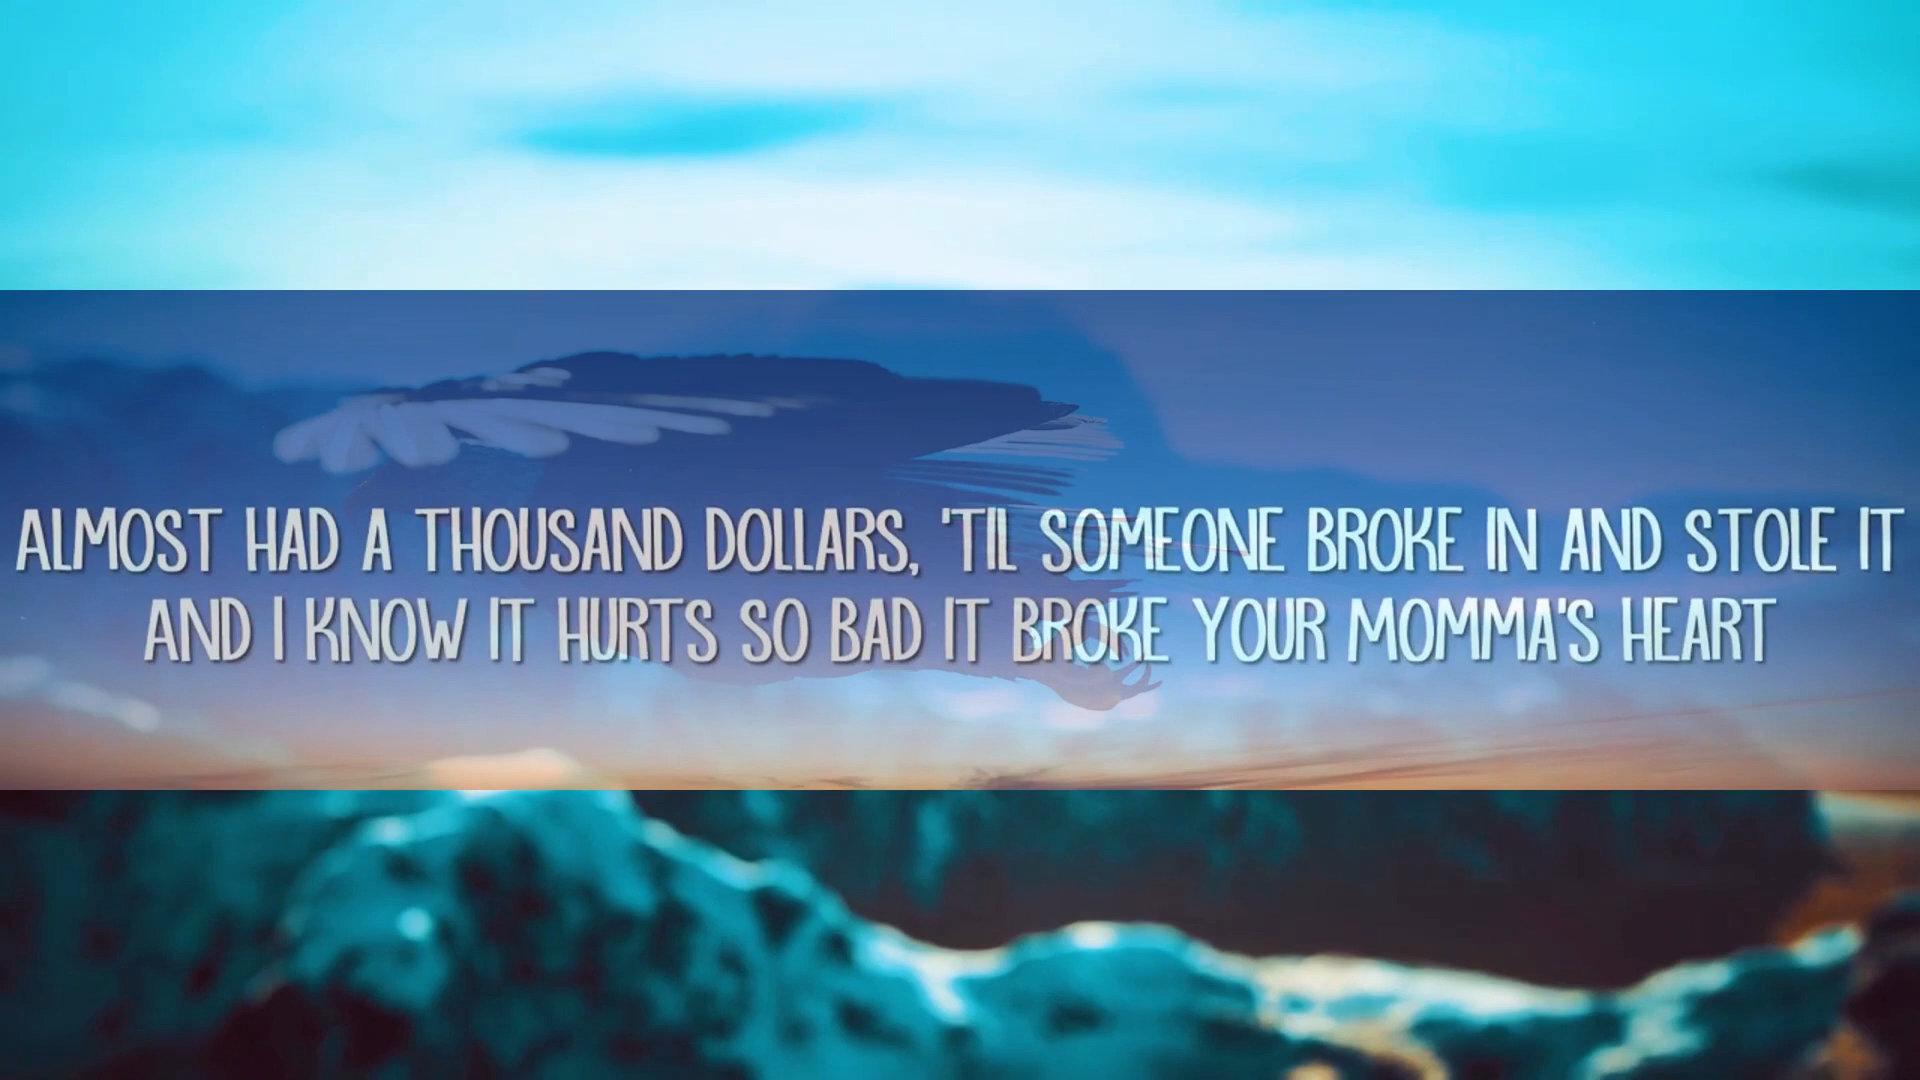 ALMOST HAD A THOUSAND DOLLARS, 'TIL SOMEONE BROKE IN AND STOLE IT
AND I KNOW IT HURTS SO BAD IT BROKE YOUR MOMMA'S HEART